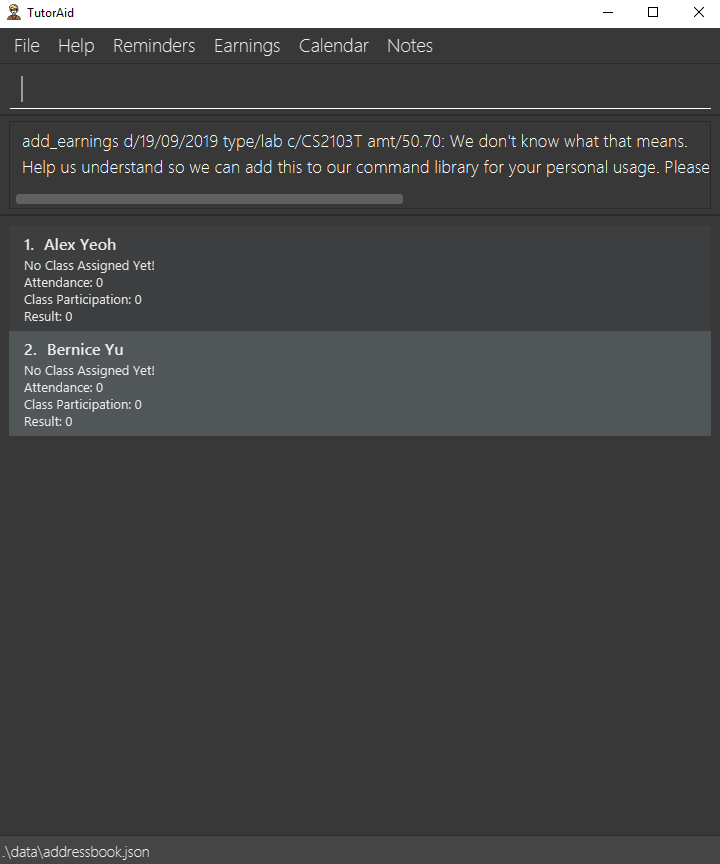 TutorAid
File Help Reminders Earnings Calendar Notes
add_earnings d/19/09/2019 type/lab c/CS2103T amt/50.70: We don't know what that means.
Help us understand so we can add this to our command library for your personal usage. Please
1. Alex Yeoh
No Class Assigned Yet!
Attendance: 0
Class Participation: 0
Result: 0
2. Bernice Yu
No Class Assigned Yet!
Attendance: 0
Class Participation: 0
Result: 0
.\data\addressbook.json